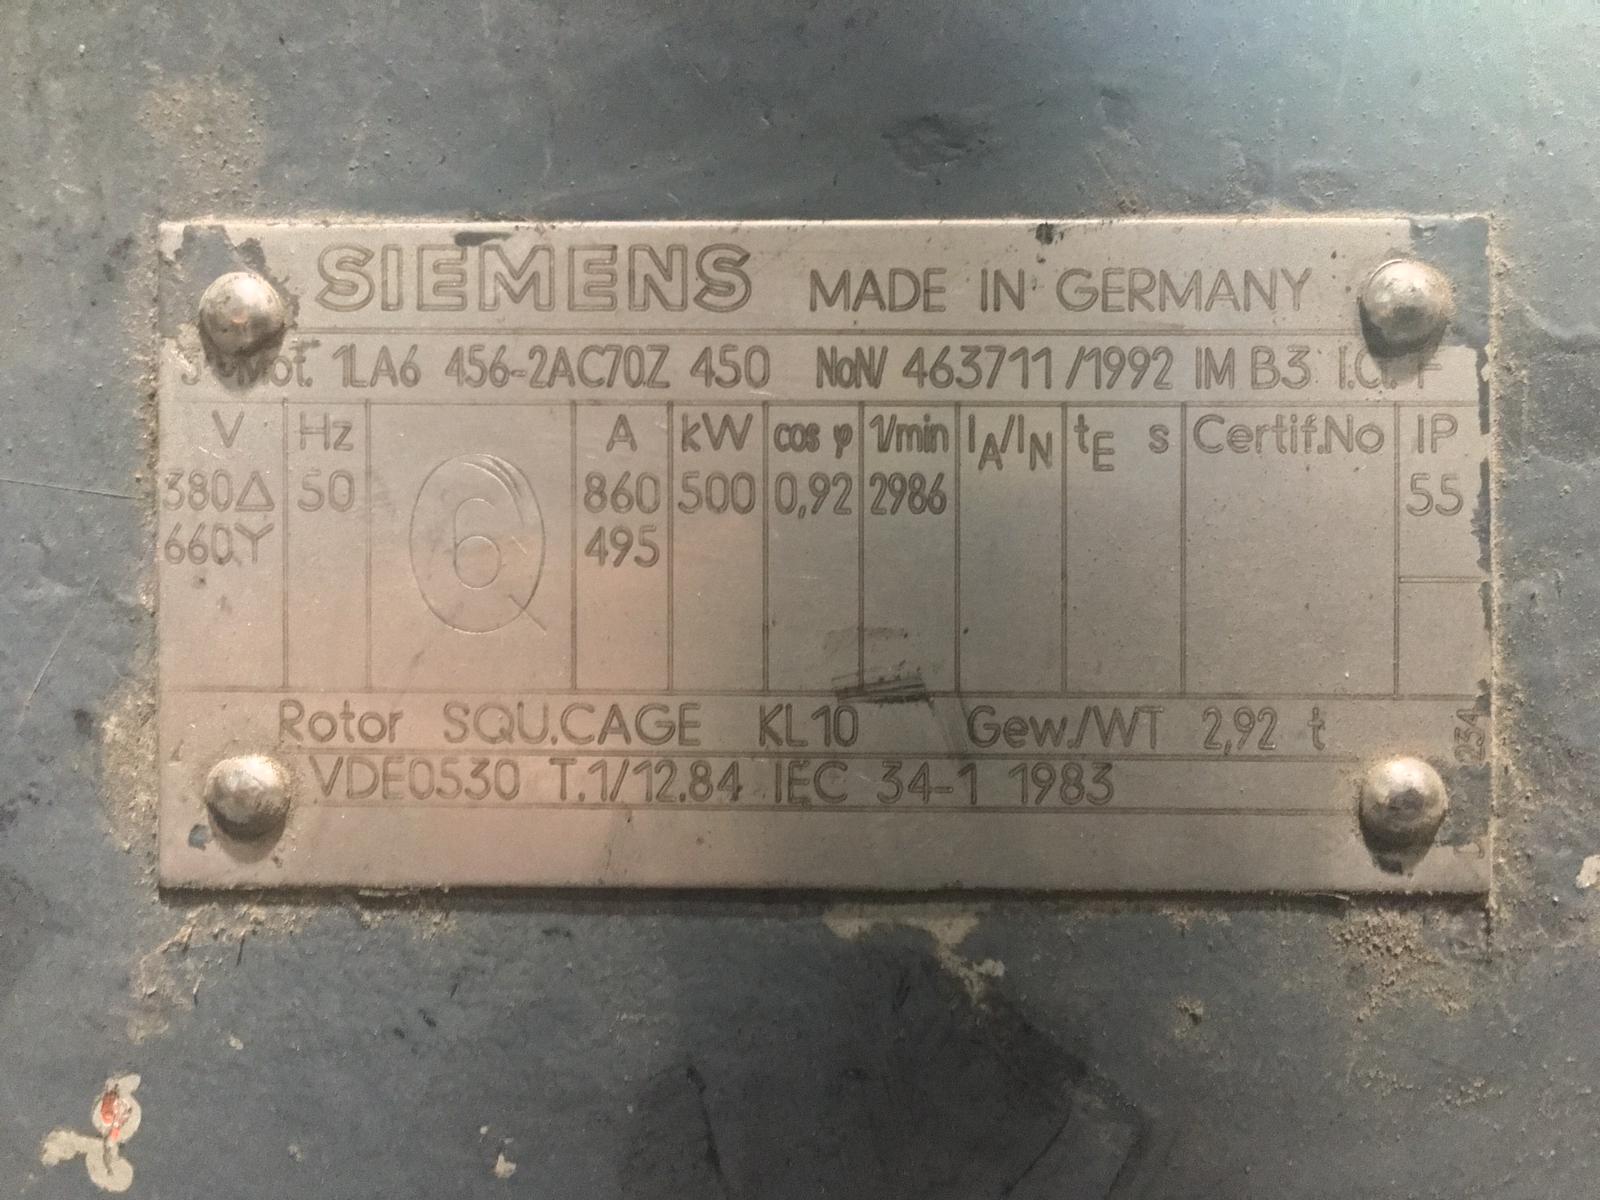 SIEMENS MADE IN GERMANY
Mot. 1LA6 456-2AC70Z 450 NoN/ 463711/1992 IM B3 I.Cl. F
V Hz A kW cos φ 1/min IA/IN tE s Certif.No IP
380Δ 50 860 500 0,92 2986 55
660Y 495
6
Rotor SQU.CAGE KL10 Gew./WT 2,92 t
VDE0530 T.1/12.84 IEC 34-1 1983
254